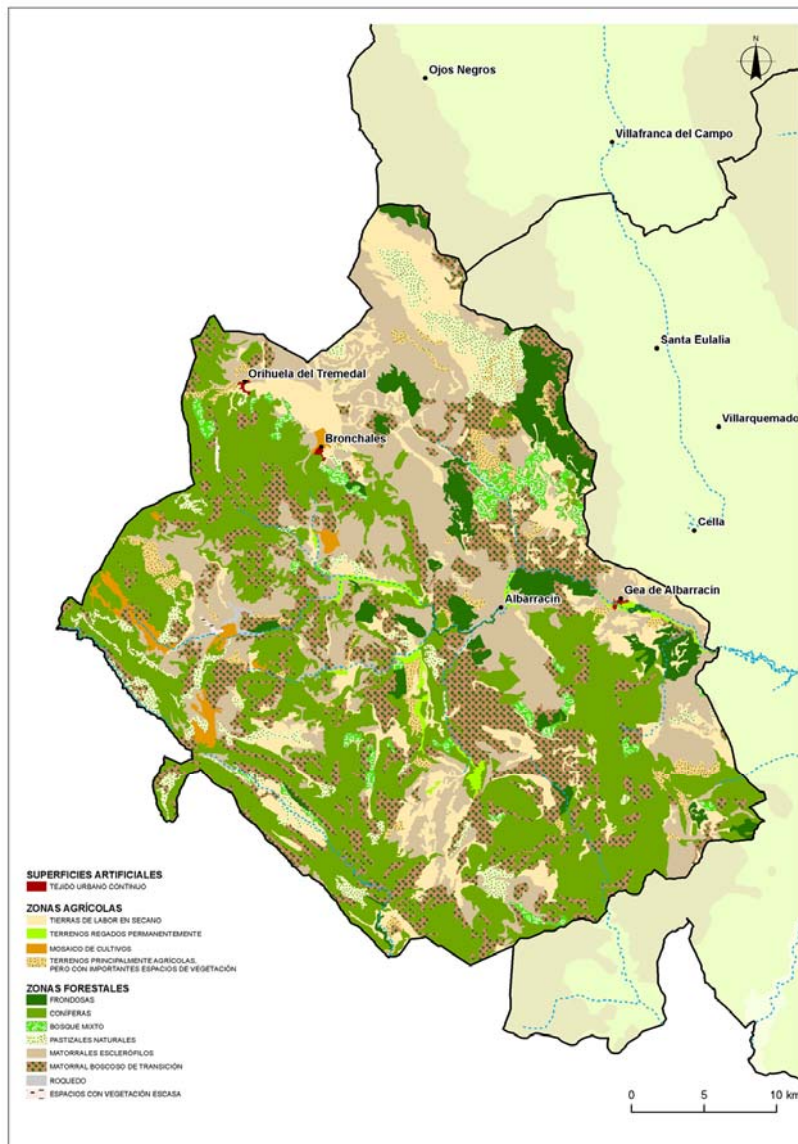 N
Ojos Negros
Villafranca del Campo
Santa Eulalia
Orihuela del Tremedal
Villarquemado
Bronchales
Cella
Gea de Albarracín
Albarracín
SUPERFICIES ARTIFICIALES
TEJIDO URBANO CONTINUO
ZONAS AGRÍCOLAS
TIERRAS DE LABOR EN SECANO
TERRENOS REGADOS PERMANENTEMENTE
MOSAICO DE CULTIVOS
TERRENOS PRINCIPALMENTE AGRÍCOLAS,
PERO CON IMPORTANTES ESPACIOS DE VEGETACIÓN
ZONAS FORESTALES
FRONDOSAS
CONÍFERAS
BOSQUE MIXTO
PASTIZALES NATURALES
MATORRALES ESCLERÓFILOS
MATORRAL BOSCOSO DE TRANSICIÓN
ROQUEDO
ESPACIOS CON VEGETACIÓN ESCASA
0 5 10 km